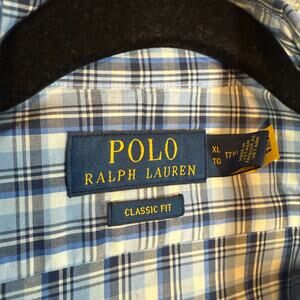 POLO
RALPH LAUREN
CLASSIC FIT
XL
TG